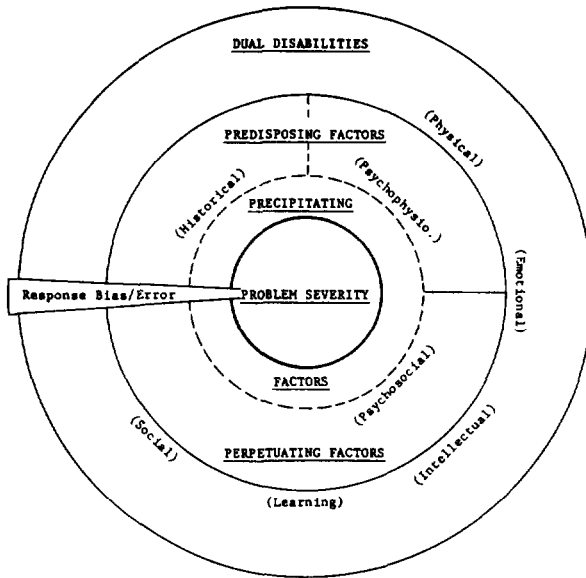 DUAL DISABILITIES
(Physical)
PREDISPOSING FACTORS
(Historical)
(Psychophysio.)
PRECIPITATING
(Emotional)
Response Bias/Error
PROBLEM SEVERITY
FACTORS
(Psychosocial)
(Social)
(Intellectual)
PERPETUATING FACTORS
(Learning)